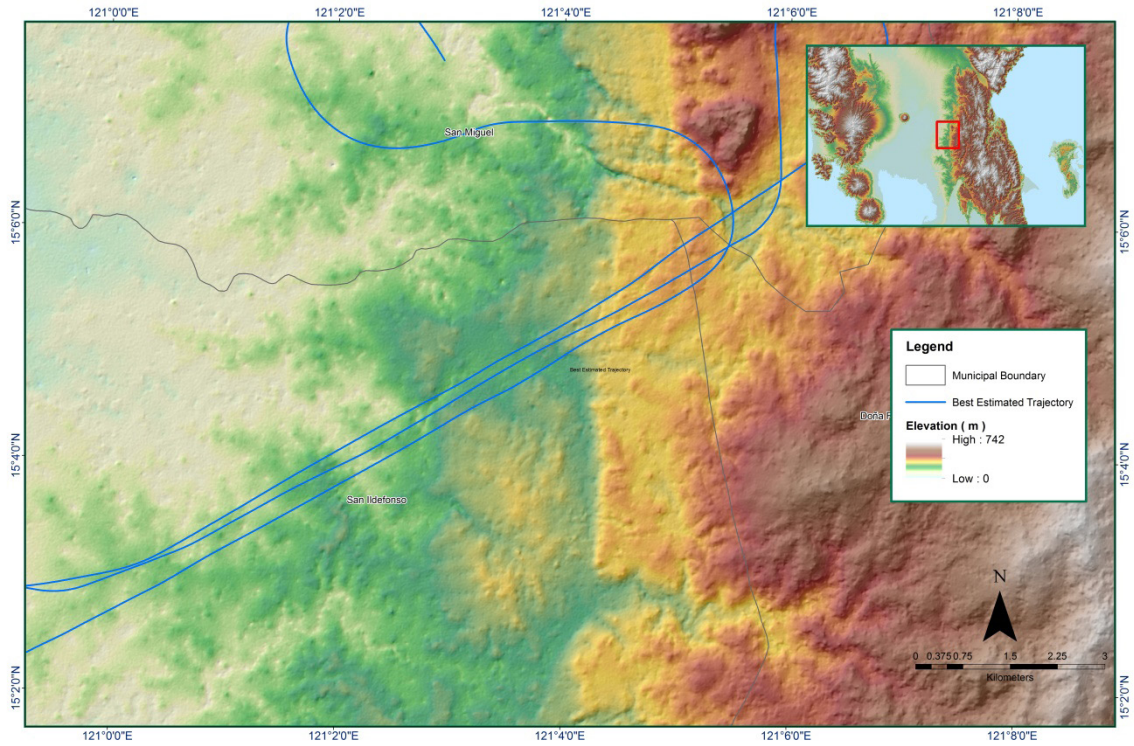 121°0'0"E
121°2'0"E
121°4'0"E
121°6'0"E
121°8'0"E
San Miguel
15°6'0"N
15°6'0"N
Legend
Municipal Boundary
Best Estimated Trajectory
Elevation ( m )
High : 742
Low : 0
Best Estimated Trajectory
Doña
15°4'0"N
15°4'0"N
San Ildefonso
N
0 0.375 0.75 1.5 2.25 3
Kilometers
15°2'0"N
15°2'0"N
121°0'0"E
121°2'0"E
121°4'0"E
121°6'0"E
121°8'0"E